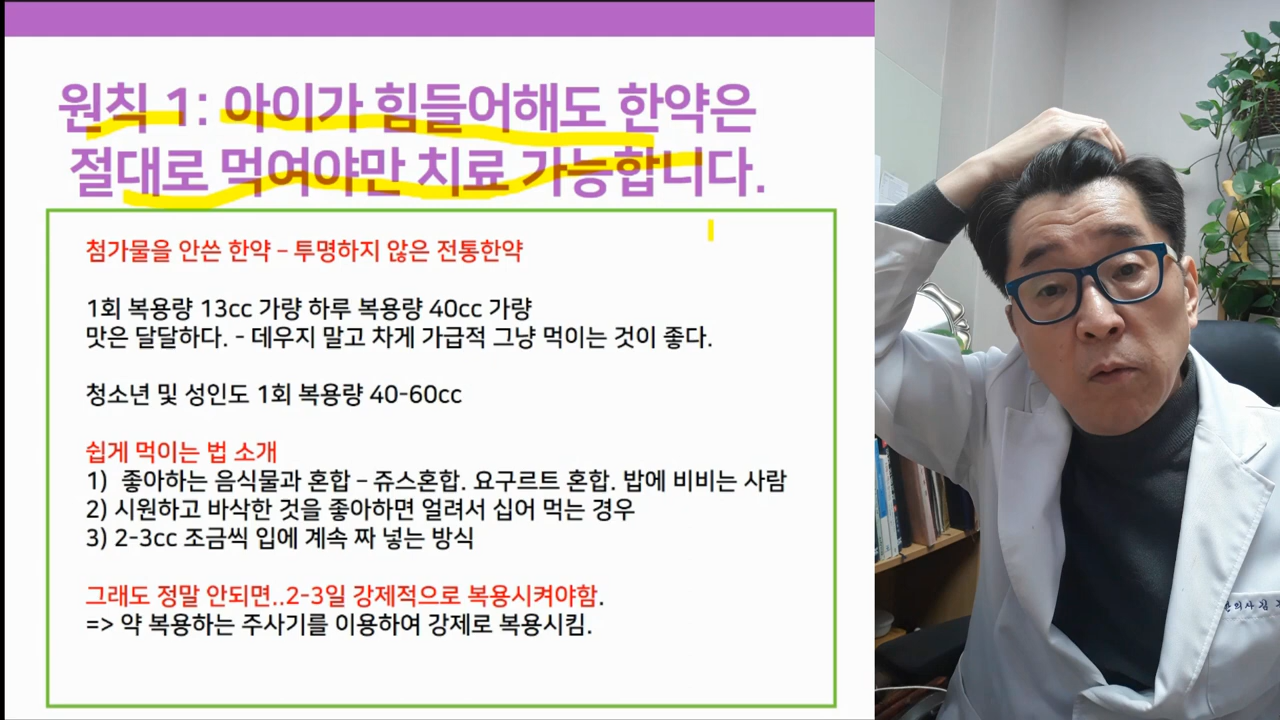 원칙 1: 아이가 힘들어해도 한약은
절대로 먹여야만 치료 가능합니다.
첨가물을 안쓴 한약 – 투명하지 않은 전통한약
1회 복용량 13cc 가량 하루 복용량 40cc 가량
맛은 달달하다. – 데우지 말고 차게 가급적 그냥 먹이는 것이 좋다.
청소년 및 성인도 1회 복용량 40-60cc
쉽게 먹이는 법 소개
1) 좋아하는 음식물과 혼합 – 쥬스혼합. 요구르트 혼합. 밥에 비비는 사람
2) 시원하고 바삭한 것을 좋아하면 얼려서 십어 먹는 경우
3) 2-3cc 조금씩 입에 계속 짜 넣는 방식
그래도 정말 안되면..2-3일 강제적으로 복용시켜야함.
=> 약 복용하는 주사기를 이용하여 강제로 복용시킴.
한의사 김